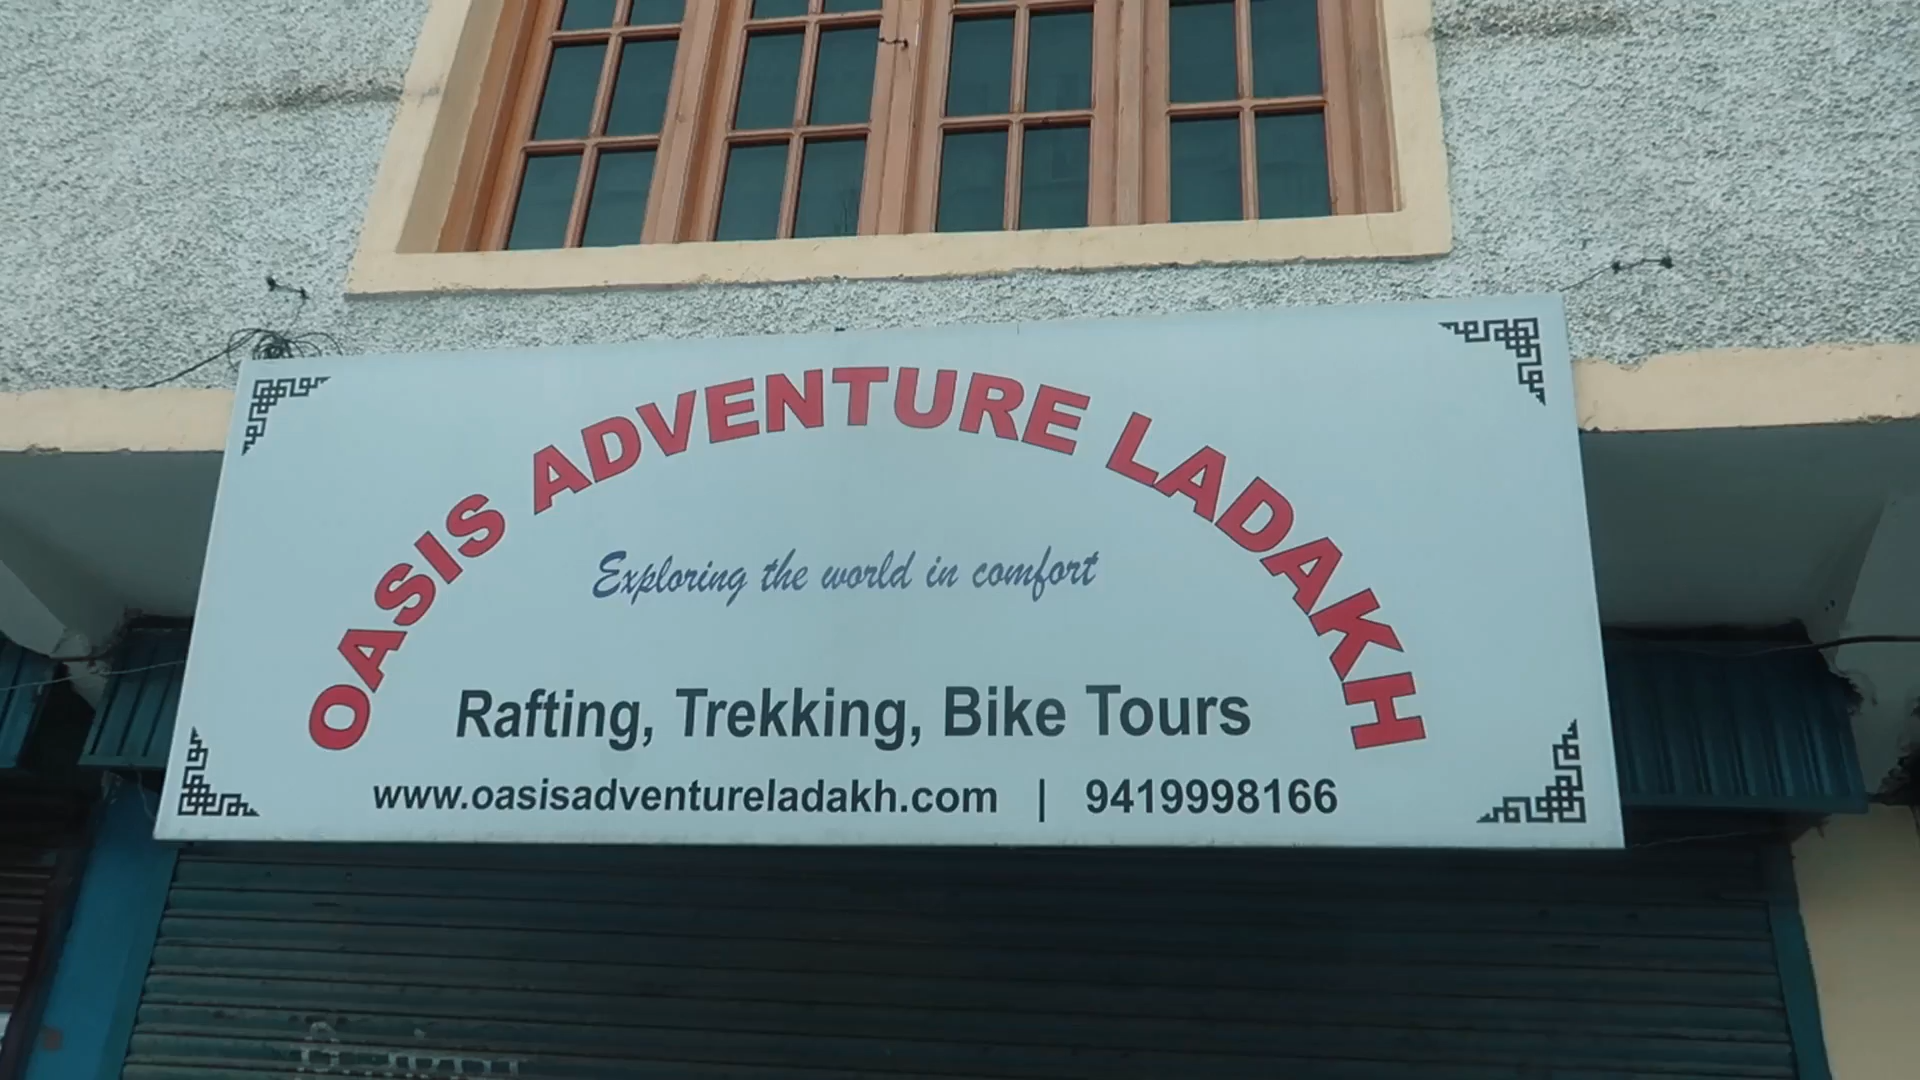 OASIS ADVENTURE LADAKH
Exploring the world in comfort
Rafting, Trekking, Bike Tours
www.oasisadventureladakh.com | 9419998166